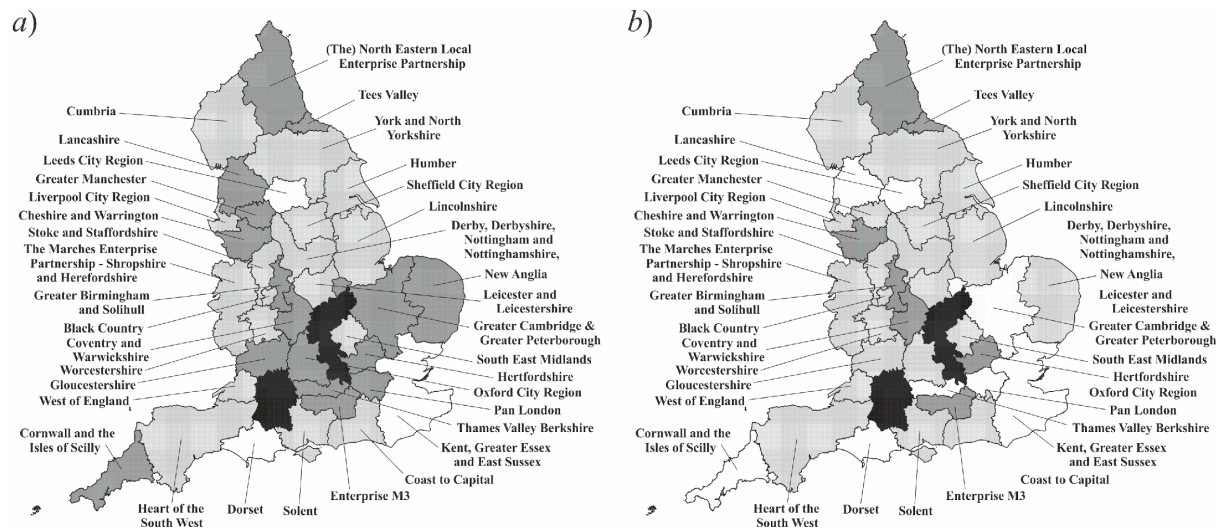 a)
(The) North Eastern Local
Enterprise Partnership
Tees Valley
Cumbria
York and North
Yorkshire
Lancashire
Leeds City Region
Humber
Greater Manchester
Sheffield City Region
Liverpool City Region
Cheshire and Warrington
Lincolnshire
Stoke and Staffordshire
Derby, Derbyshire,
Nottingham and
Nottinghamshire,
The Marches Enterprise
Partnership - Shropshire
and Herefordshire
New Anglia
Greater Birmingham
and Solihull
Leicester and
Leicestershire
Black Country
Greater Cambridge &
Greater Peterborough
Coventry and
Warwickshire
South East Midlands
Worcestershire
Hertfordshire
Gloucestershire
Oxford City Region
West of England
Pan London
Thames Valley Berkshire
Cornwall and the
Isles of Scilly
Kent, Greater Essex
and East Sussex
Coast to Capital
Enterprise M3
Heart of the
South West
Dorset
Solent
b)
(The) North Eastern Local
Enterprise Partnership
Tees Valley
Cumbria
York and North
Yorkshire
Lancashire
Leeds City Region
Humber
Greater Manchester
Sheffield City Region
Liverpool City Region
Cheshire and Warrington
Lincolnshire
Stoke and Staffordshire
Derby, Derbyshire,
Nottingham and
Nottinghamshire,
The Marches Enterprise
Partnership - Shropshire
and Herefordshire
New Anglia
Greater Birmingham
and Solihull
Leicester and
Leicestershire
Black Country
Greater Cambridge &
Greater Peterborough
Coventry and
Warwickshire
South East Midlands
Worcestershire
Hertfordshire
Gloucestershire
Oxford City Region
West of England
Pan London
Thames Valley Berkshire
Cornwall and the
Isles of Scilly
Kent, Greater Essex
and East Sussex
Coast to Capital
Enterprise M3
Heart of the
South West
Dorset
Solent